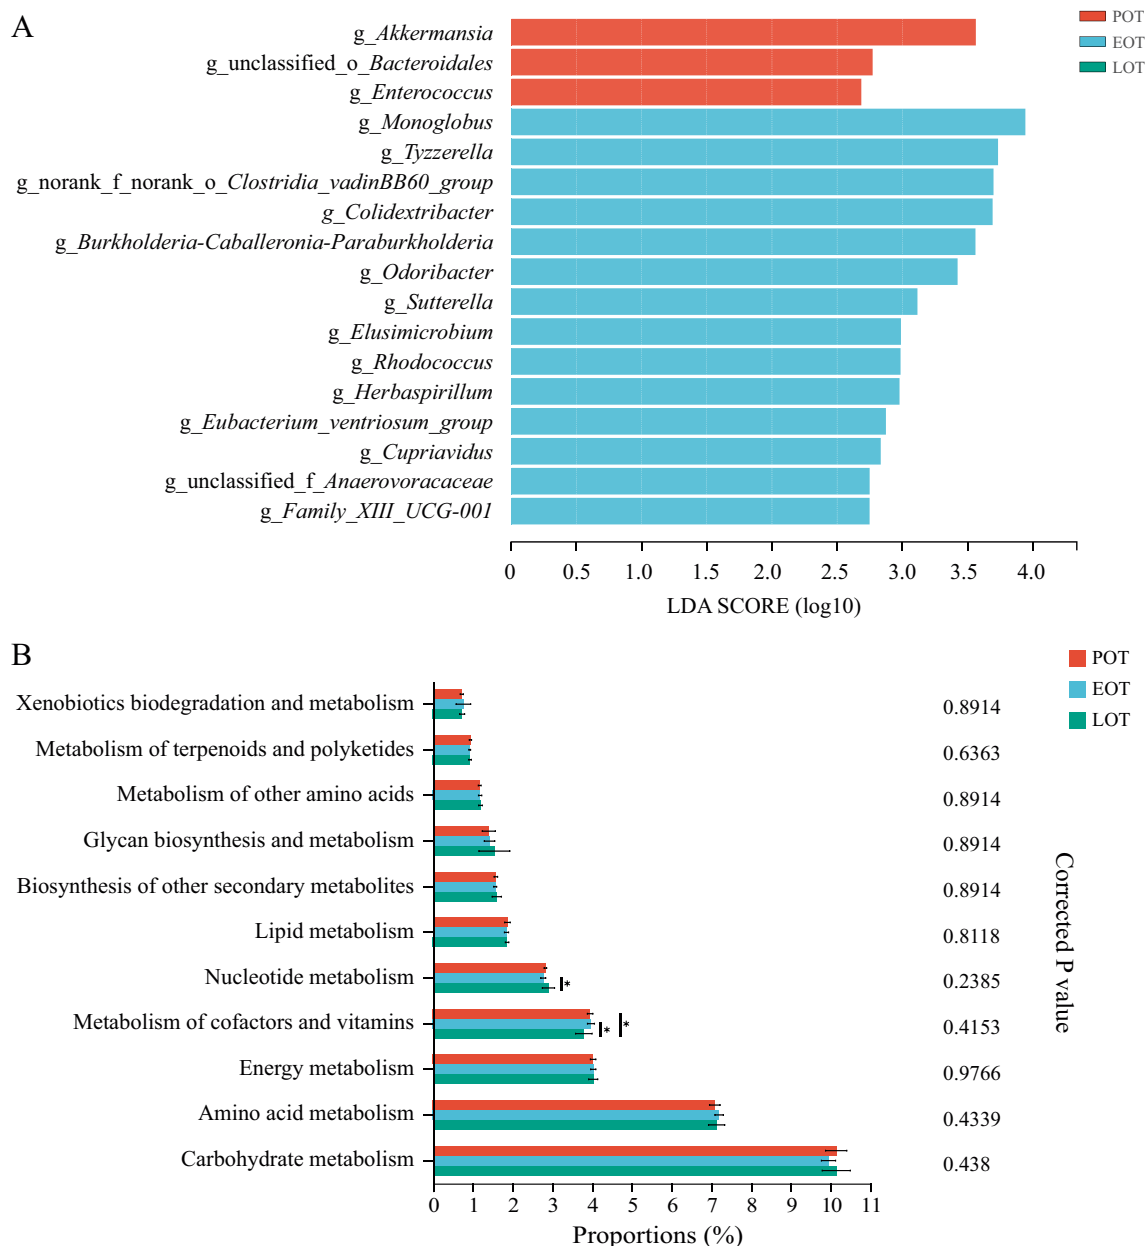 A
POT
EOT
LOT
g_Akkermansia
g_unclassified_o_Bacteroidales
g_Enterococcus
g_Monoglobus
g_Tyzzerella
g_norank_f_norank_o_Clostridia_vadinBB60_group
g_Colidextribacter
g_Burkholderia-Caballeronia-Paraburkholderia
g_Odoribacter
g_Sutterella
g_Elusimicrobium
g_Rhodococcus
g_Herbaspirillum
g_Eubacterium_ventriosum_group
g_Cupriavidus
g_unclassified_f_Anaerovoracaceae
g_Family_XIII_UCG-001
0 0.5 1.0 1.5 2.0 2.5 3.0 3.5 4.0
LDA SCORE (log10)
B
POT
EOT
LOT
Xenobiotics biodegradation and metabolism 0.8914
Metabolism of terpenoids and polyketides 0.6363
Metabolism of other amino acids 0.8914
Glycan biosynthesis and metabolism 0.8914
Biosynthesis of other secondary metabolites 0.8914
Lipid metabolism 0.8118
Nucleotide metabolism * 0.2385
Metabolism of cofactors and vitamins * * 0.4153
Energy metabolism 0.9766
Amino acid metabolism 0.4339
Carbohydrate metabolism 0.438
Corrected P value
0 1 2 3 4 5 6 7 8 9 10 11
Proportions (%)